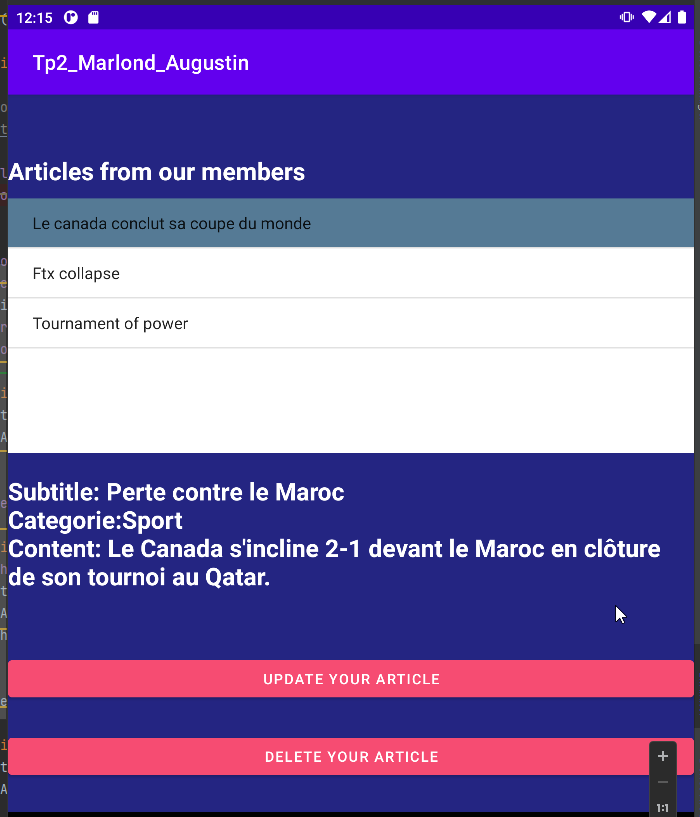 12:15
Tp2_Marlond_Augustin
Articles from our members
Le canada conclut sa coupe du monde
Ftx collapse
Tournament of power
Subtitle: Perte contre le Maroc
Categorie:Sport
Content: Le Canada s'incline 2-1 devant le Maroc en clôture
de son tournoi au Qatar.
UPDATE YOUR ARTICLE
DELETE YOUR ARTICLE
1:1